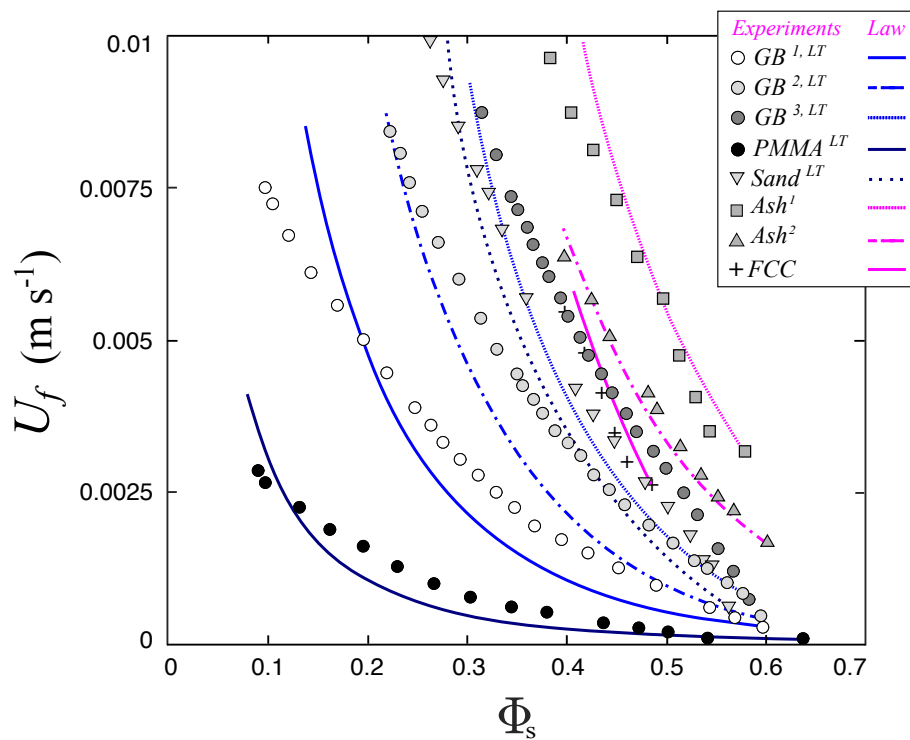 Experiments Law
GB 1, LT
GB 2, LT
GB 3, LT
PMMA LT
Sand LT
Ash1
Ash2
FCC
0.01
0.0075
0.005
0.0025
0
U_f (m s-1)
0 0.1 0.2 0.3 0.4 0.5 0.6 0.7
Φs